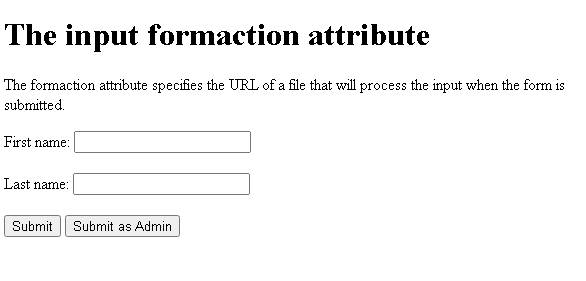 The input formaction attribute
The formaction attribute specifies the URL of a file that will process the input when the form is
submitted.
First name:
Last name:
Submit Submit as Admin